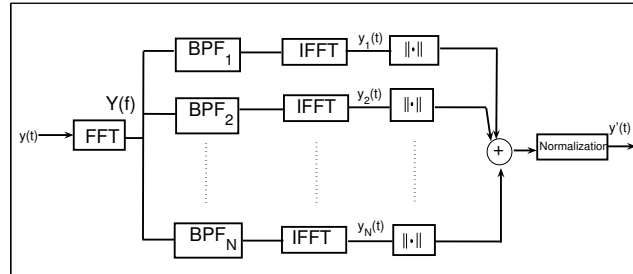 BPF1 IFFT y1(t) ||•||
Y(f)
BPF2 IFFT y2(t) ||•||
y(t) FFT + Normalization y'(t)
BPFN IFFT yN(t) ||•||